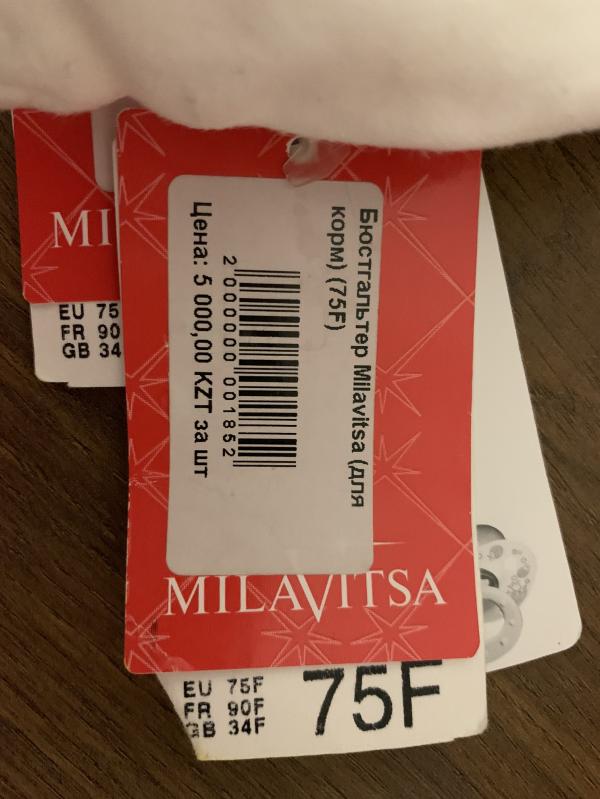 MI
EU 75
FR 90
GB 34
Бюстгальтер Milavitsa (для
корм) (75F)
2 000000 001852
Цена: 5 000,00 KZT за шт
MILAVITSA
EU 75F
FR 90F
GB 34F
75F